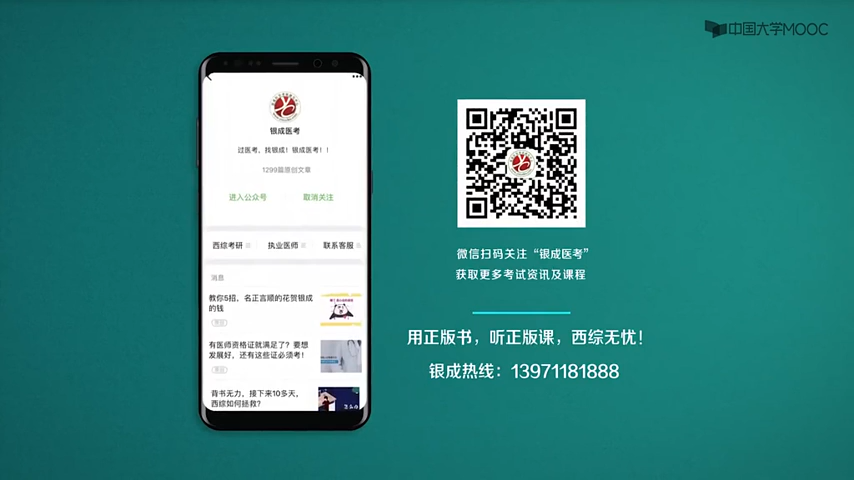 中国大学MOOC
银成医考
过医考，找银成！银成医考！！
1299篇原创文章
进入公众号 取消关注
西综考研 执业医师 联系客服
消息
教你5招，名正言顺的花贺银成
的钱
有医师资格证就满足了？要想
发展好，还有这些证必须考！
背书无力，接下来10多天，
西综如何拯救？
微信扫码关注“银成医考”
获取更多考试资讯及课程
用正版书，听正版课，西综无忧！
银成热线：13971181888